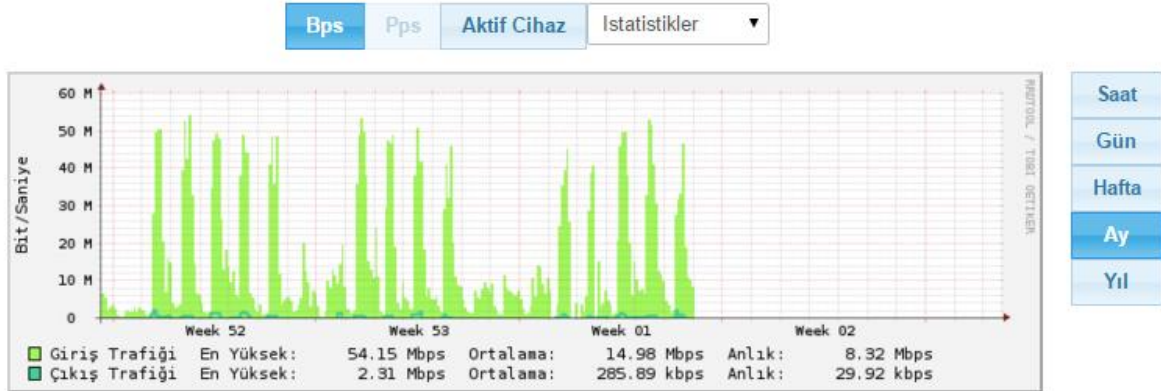 Bps Pps Aktif Cihaz Istatistikler
RRDTOOL / TOBI OETIKER
Bit/Saniye
60 M
50 M
40 M
30 M
20 M
10 M
0
Week 52 Week 53 Week 01 Week 02
Giriş Trafiği En Yüksek: 54.15 Mbps Ortalama: 14.98 Mbps Anlık: 8.32 Mbps
Çıkış Trafiği En Yüksek: 2.31 Mbps Ortalama: 285.89 kbps Anlık: 29.92 kbps
Saat
Gün
Hafta
Ay
Yıl